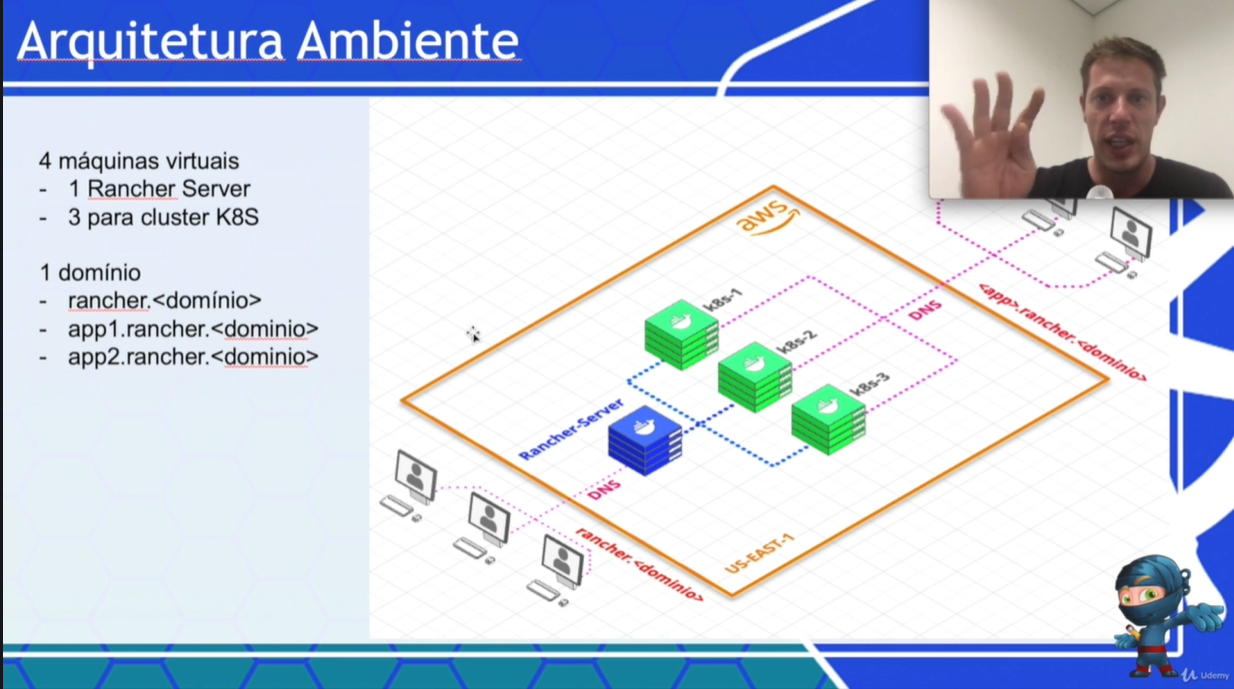 Arquitetura Ambiente
4 máquinas virtuais
- 1 Rancher Server
- 3 para cluster K8S
1 domínio
- rancher.<domínio>
- app1.rancher.<dominio>
- app2.rancher.<dominio>
aws
k8s-1
k8s-2
k8s-3
DNS
<app>.rancher.<dominio>
Rancher-Server
DNS
rancher.<dominio>
US-EAST-1
Udemy